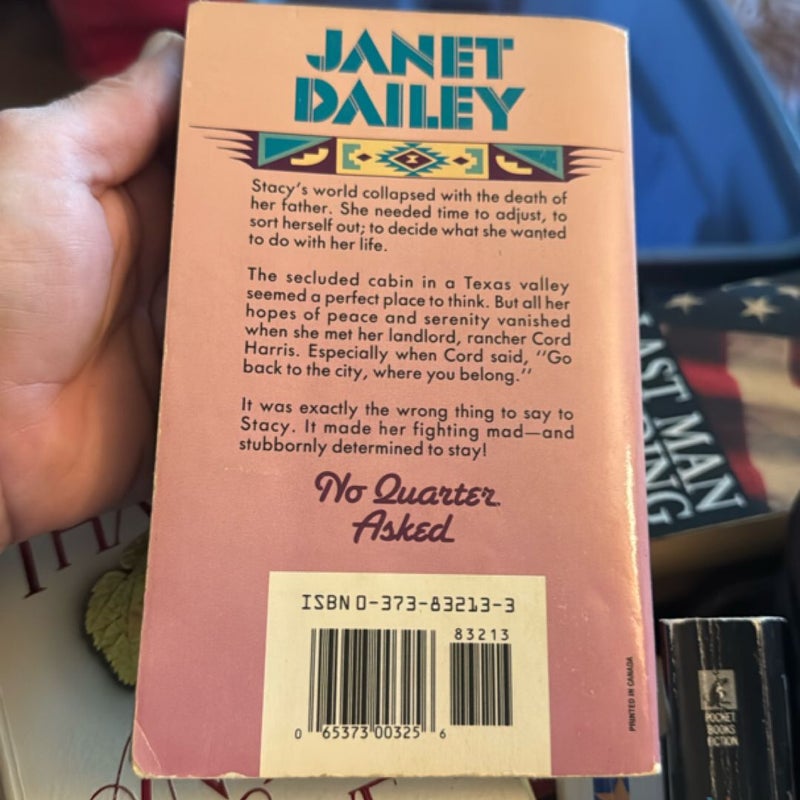 JANET
DAILEY
Stacy's world collapsed with the death of
her father. She needed time to adjust, to
sort herself out; to decide what she wanted
to do with her life.
The secluded cabin in a Texas valley
seemed a perfect place to think. But all her
hopes of peace and serenity vanished
when she met her landlord, rancher Cord
Harris. Especially when Cord said, "Go
back to the city, where you belong."
It was exactly the wrong thing to say to
Stacy. It made her fighting mad—and
stubbornly determined to stay!
No Quarter
Asked
ISBN 0-373-83213-3
83213
0 65373 00325 6
PRINTED IN CANADA
AST MAN
POCKET
BOOKS
FICTION